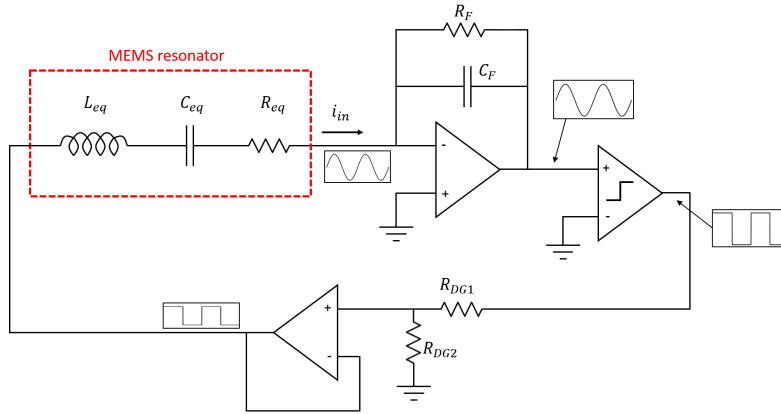 R_F
MEMS resonator
C_F
L_eq
C_eq
R_eq
i_in
-
+
+
-
R_DG1
+
R_DG2
-